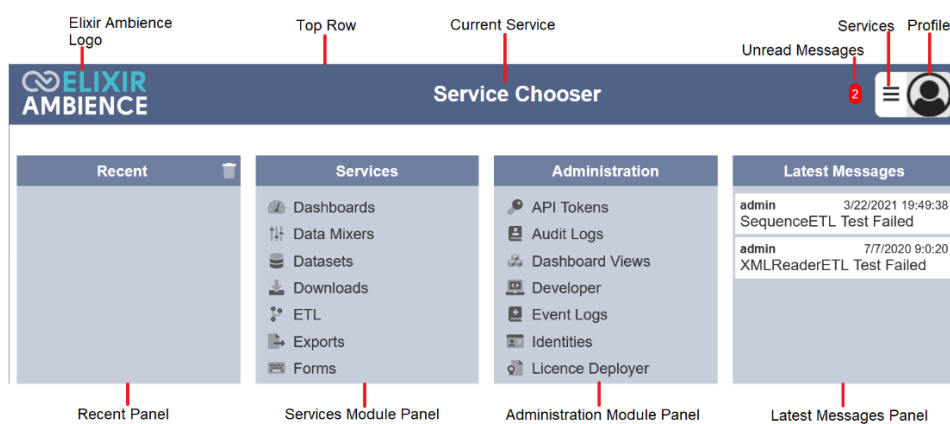 Elixir Ambience
Logo
Top Row
Current Service
Services
Profile
Unread Messages
ELIXIR
AMBIENCE
Service Chooser
2
Recent
Services
Administration
Latest Messages
Dashboards
Data Mixers
Datasets
Downloads
ETL
Exports
Forms
API Tokens
Audit Logs
Dashboard Views
Developer
Event Logs
Identities
Licence Deployer
admin 3/22/2021 19:49:38
SequenceETL Test Failed
admin 7/7/2020 9:0:20
XMLReaderETL Test Failed
Recent Panel
Services Module Panel
Administration Module Panel
Latest Messages Panel